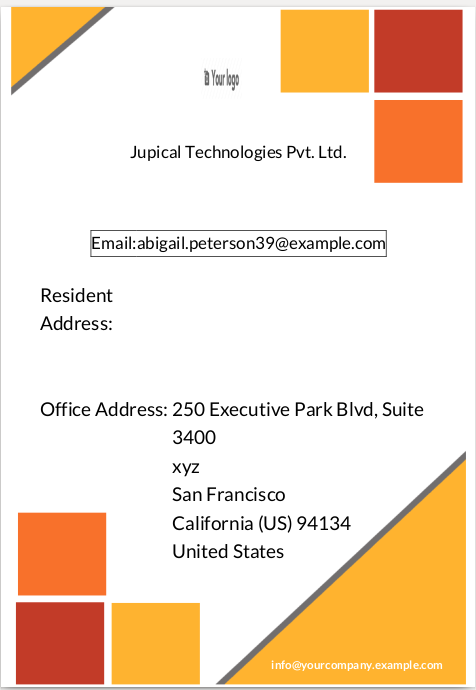 Your logo
Jupical Technologies Pvt. Ltd.
Email:abigail.peterson39@example.com
Resident
Address:
Office Address: 250 Executive Park Blvd, Suite
3400
xyz
San Francisco
California (US) 94134
United States
info@yourcompany.example.com